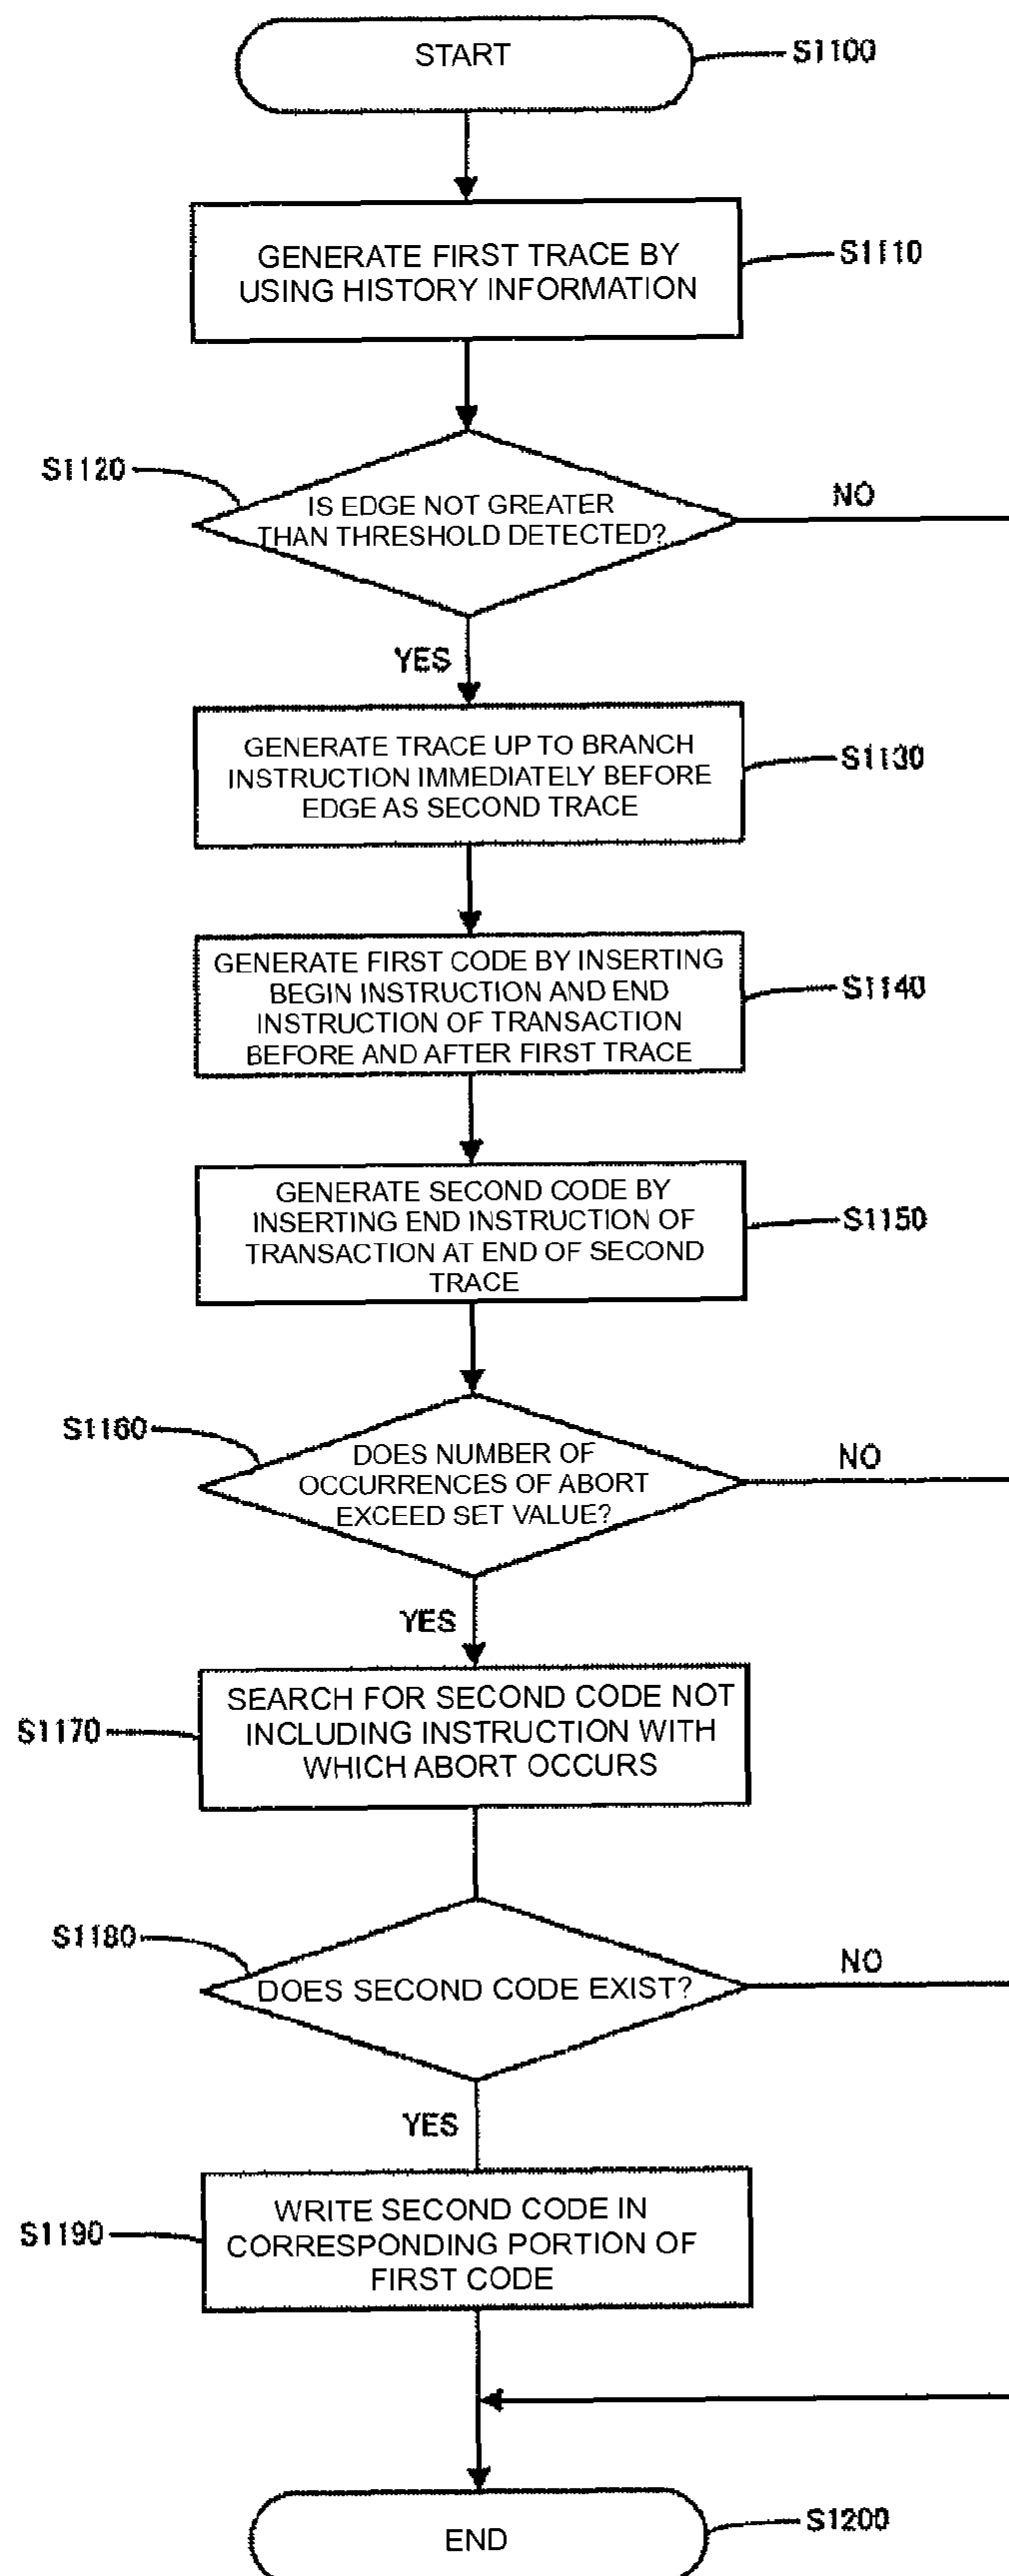 START
S1100
GENERATE FIRST TRACE BY
USING HISTORY INFORMATION
S1110
S1120
IS EDGE NOT GREATER
THAN THRESHOLD DETECTED?
NO
YES
GENERATE TRACE UP TO BRANCH
INSTRUCTION IMMEDIATELY BEFORE
EDGE AS SECOND TRACE
S1130
GENERATE FIRST CODE BY INSERTING
BEGIN INSTRUCTION AND END
INSTRUCTION OF TRANSACTION
BEFORE AND AFTER FIRST TRACE
S1140
GENERATE SECOND CODE BY
INSERTING END INSTRUCTION OF
TRANSACTION AT END OF SECOND
TRACE
S1150
S1160
DOES NUMBER OF
OCCURRENCES OF ABORT
EXCEED SET VALUE?
NO
YES
S1170
SEARCH FOR SECOND CODE NOT
INCLUDING INSTRUCTION WITH
WHICH ABORT OCCURS
S1180
DOES SECOND CODE EXIST?
NO
YES
S1190
WRITE SECOND CODE IN
CORRESPONDING PORTION OF
FIRST CODE
END
S1200